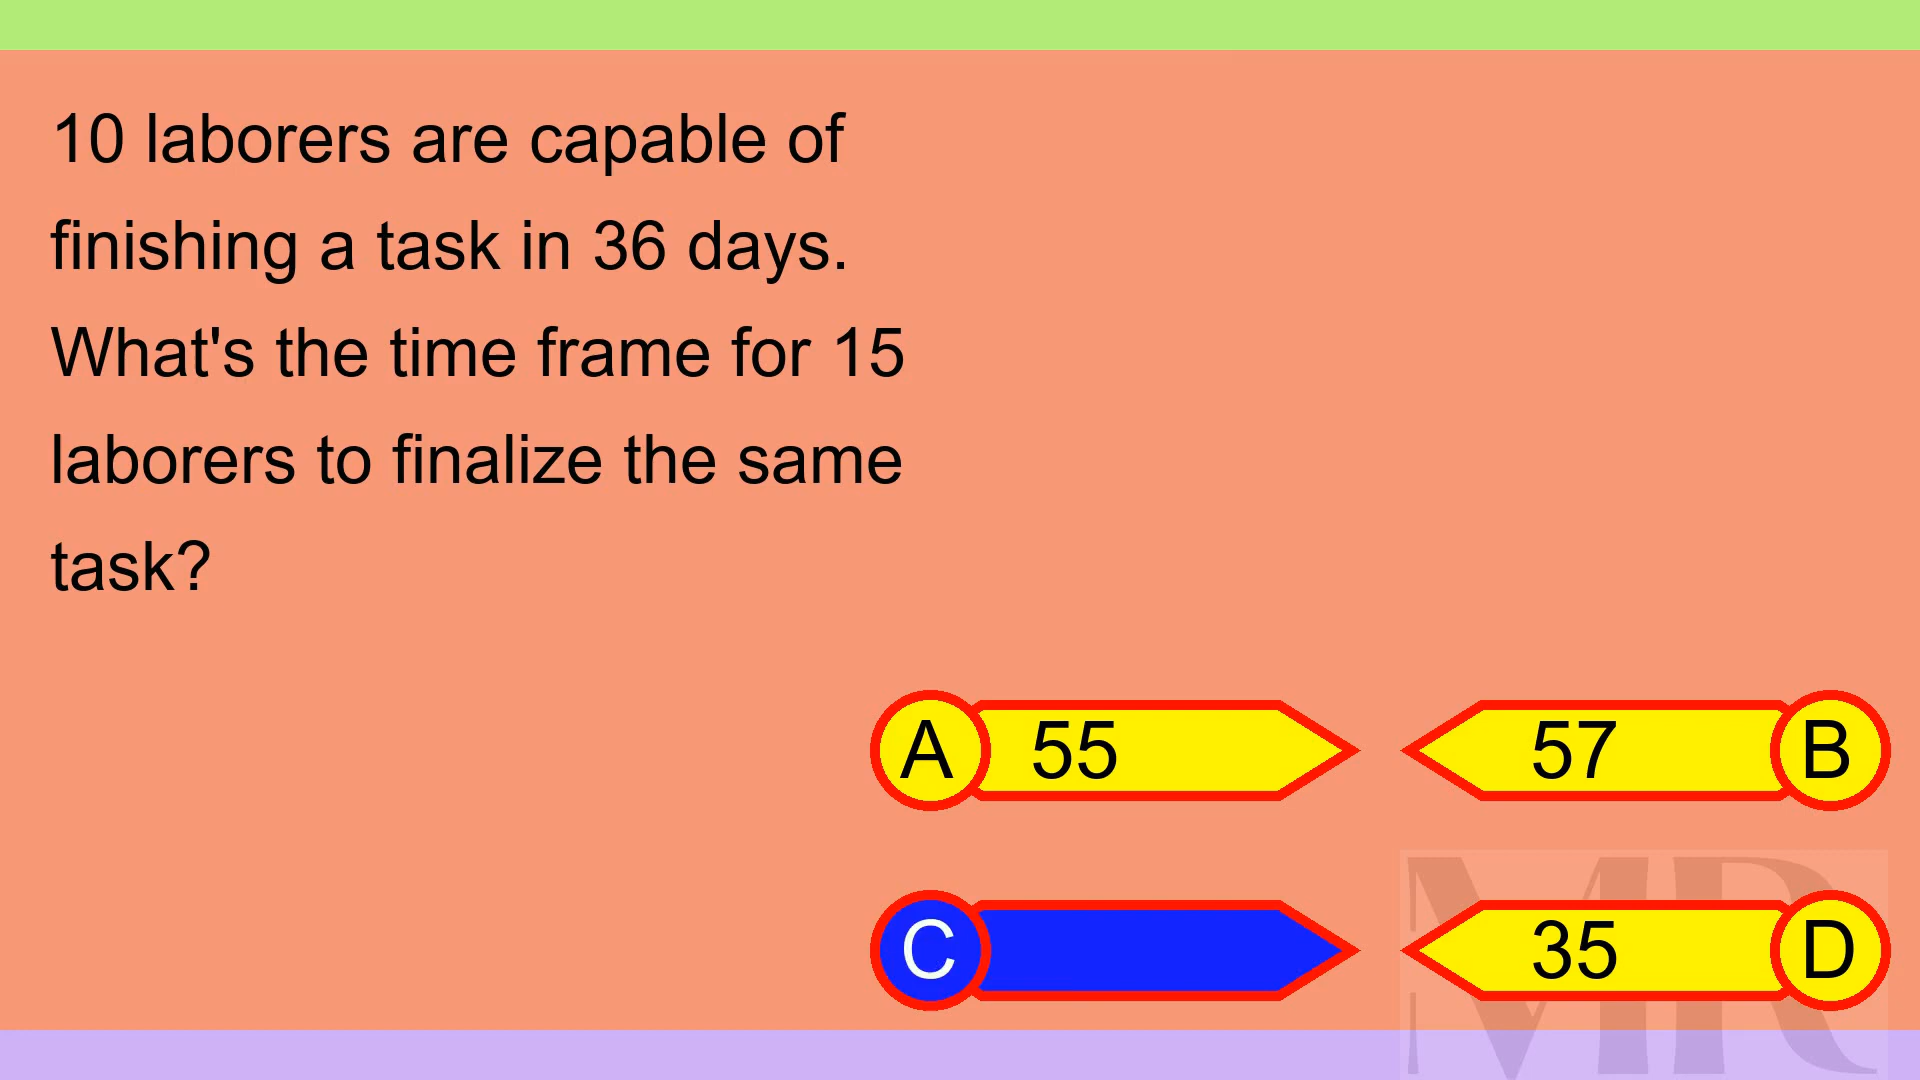 10 laborers are capable of
finishing a task in 36 days.
What's the time frame for 15
laborers to finalize the same
task?
A 55 57 B
C 35 D
MR